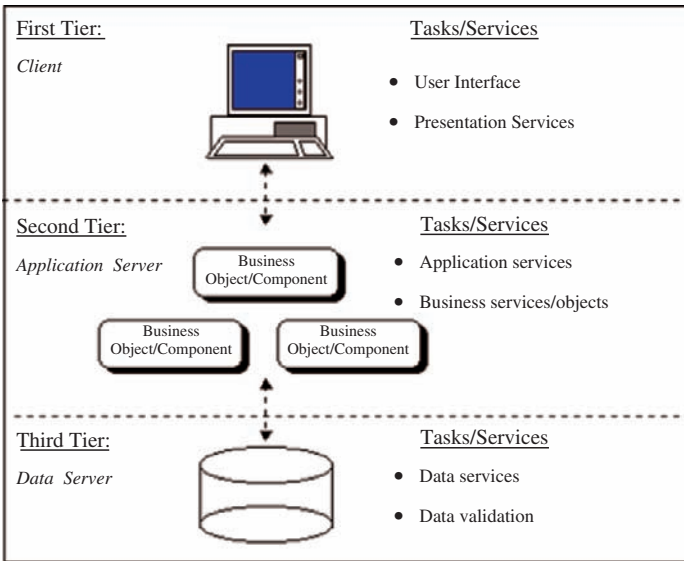 First Tier:
Tasks/Services
Client
• User Interface
• Presentation Services
Second Tier:
Tasks/Services
Application Server
Business
Object/Component
• Application services
• Business services/objects
Business
Object/Component
Business
Object/Component
Third Tier:
Tasks/Services
Data Server
• Data services
• Data validation